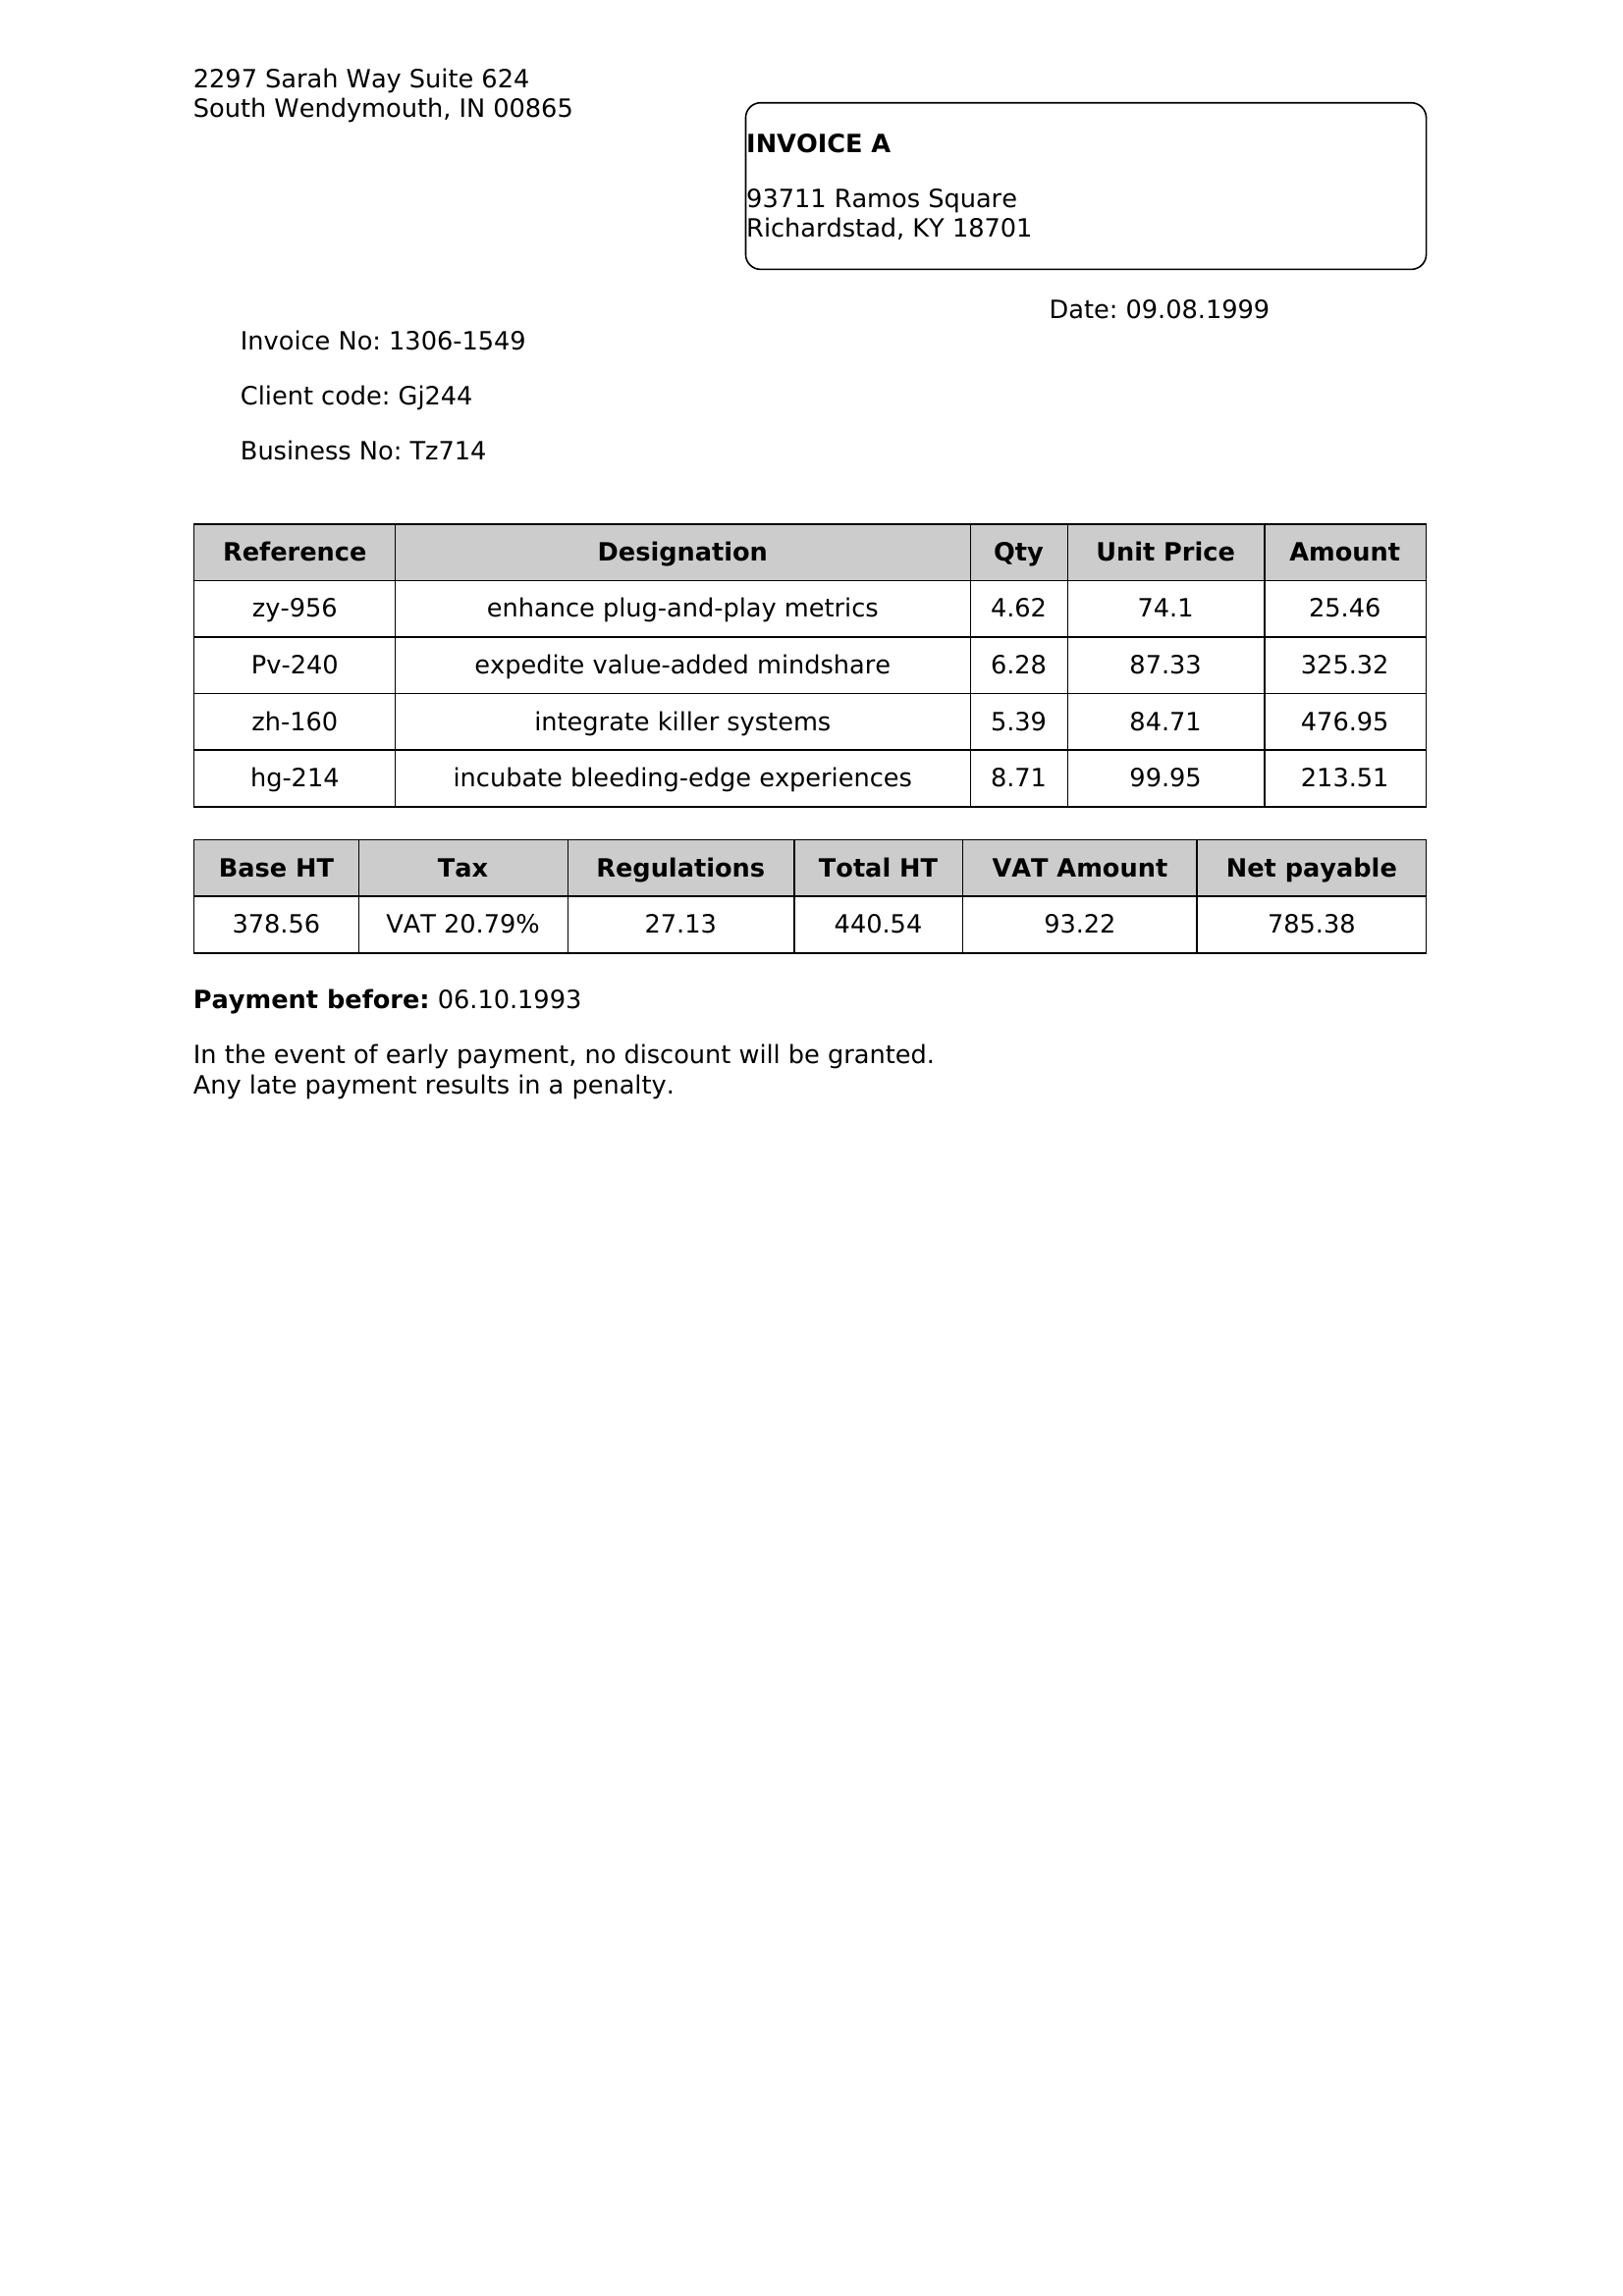 2297 Sarah Way Suite 624
South Wendymouth, IN 00865
INVOICE A
93711 Ramos Square
Richardstad, KY 18701
Date: 09.08.1999
Invoice No: 1306-1549
Client code: Gj244
Business No: Tz714
Reference Designation Qty Unit Price Amount
zy-956 enhance plug-and-play metrics 4.62 74.1 25.46
Pv-240 expedite value-added mindshare 6.28 87.33 325.32
zh-160 integrate killer systems 5.39 84.71 476.95
hg-214 incubate bleeding-edge experiences 8.71 99.95 213.51
Base HT Tax Regulations Total HT VAT Amount Net payable
378.56 VAT 20.79% 27.13 440.54 93.22 785.38
Payment before: 06.10.1993
In the event of early payment, no discount will be granted.
Any late payment results in a penalty.